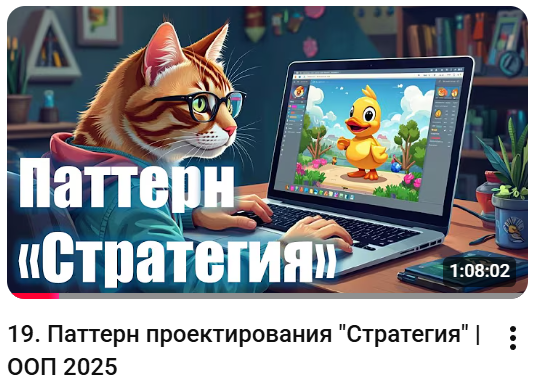 Паттерн
«Стратегия»
1:08:02
19. Паттерн проектирования "Стратегия" |
ООП 2025